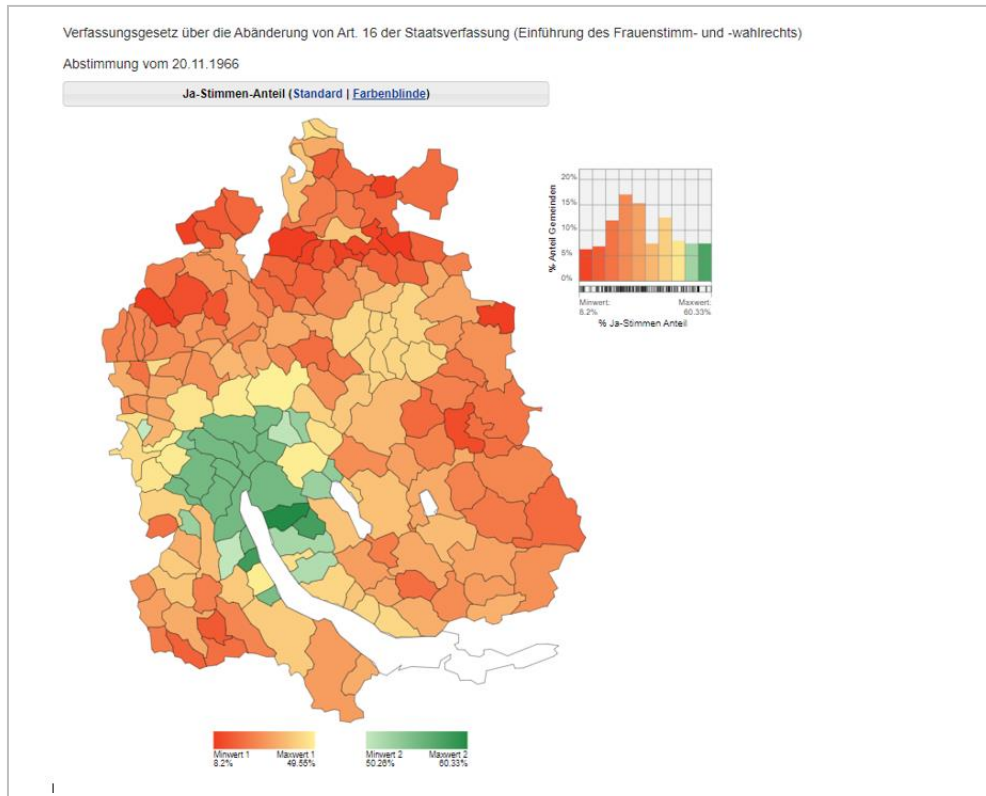 Verfassungsgesetz über die Abänderung von Art. 16 der Staatsverfassung (Einführung des Frauenstimm- und -wahlrechts)
Abstimmung vom 20.11.1966
Ja-Stimmen-Anteil (Standard | Farbenblinde)
% Anteil Gemeinden
20%
15%
10%
5%
0%
Minwert: Maxwert:
8.2% 60.33%
% Ja-Stimmen Anteil
Minwert 1 Maxwert 1
8.2% 49.55%
Minwert 2 Maxwert 2
50.26% 60.33%